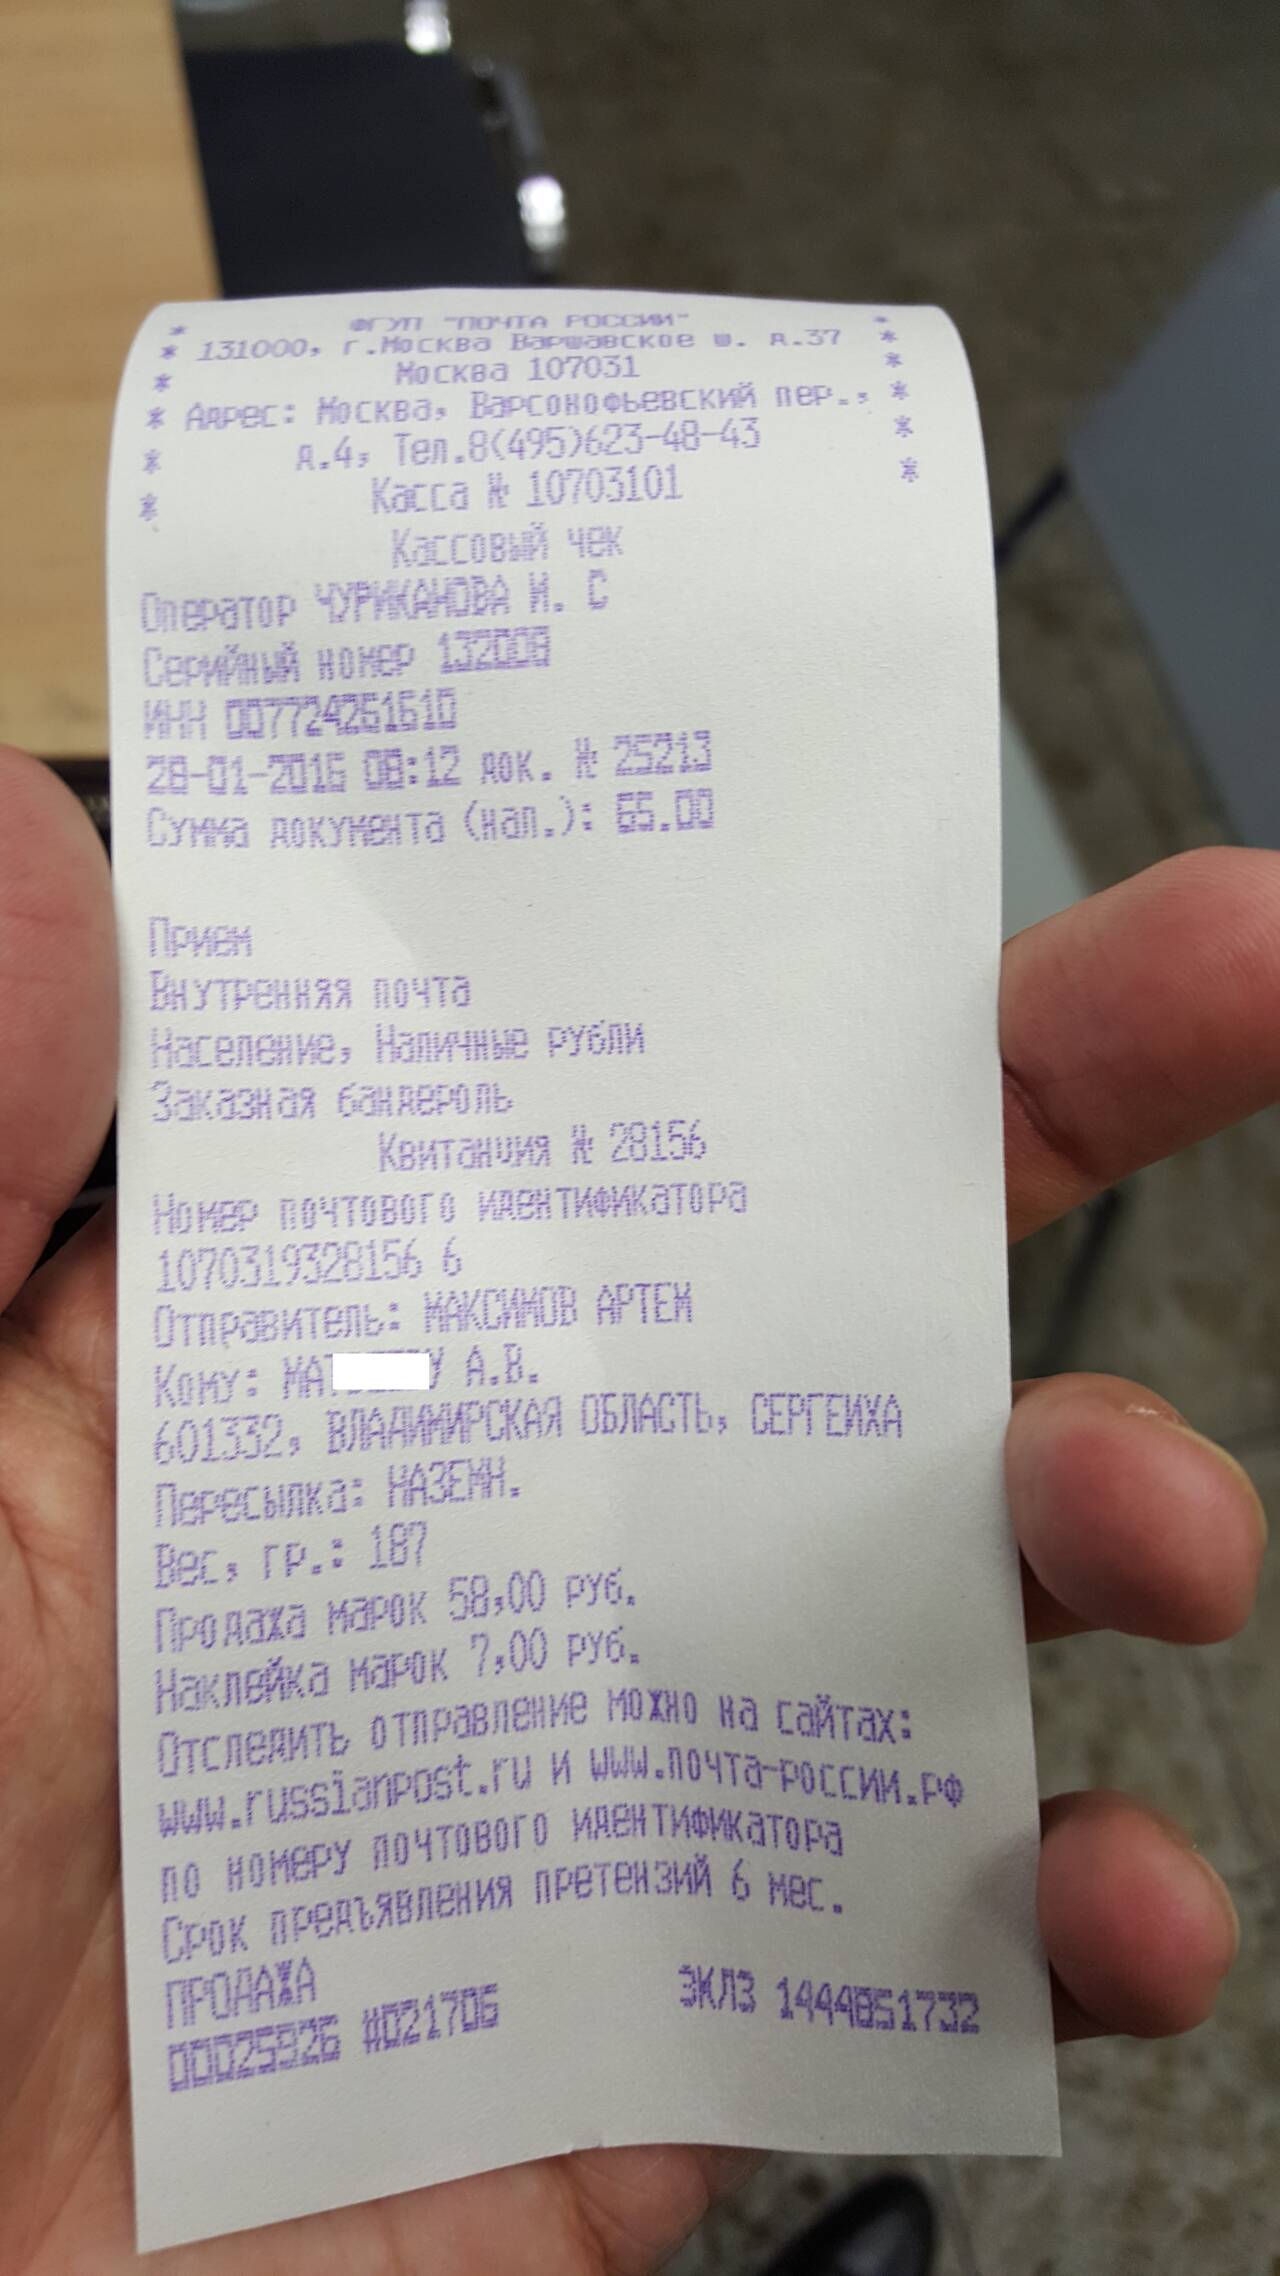 ФГУП "ПОЧТА РОССИИ"
131000, г.Москва Варшавское ш. д.37
Москва 107031
Адрес: Москва, Варсонофьевский пер.,
д.4, Тел.8(495)623-48-43
Касса № 10703101
Кассовый чек
Оператор ЧУРИКАНОВА И. С
Серийный номер 132008
ИНН 007724261610
28-01-2016 08:12 док. № 25213
Сумма документа (нал.): 65.00
Прием
Внутренняя почта
Население, Наличные рубли
Заказная бандероль
Квитанция № 28156
Номер почтового идентификатора
1070319328156 6
Отправитель: МАКСИМОВ АРТЕМ
Кому: А.В.
601332, ВЛАДИМИРСКАЯ ОБЛАСТЬ, СЕРГЕИХА
Пересылка: НАЗЕМН.
Вес, гр.: 187
Продажа марок 58,00 руб.
Наклейка марок 7,00 руб.
Отследить отправление можно на сайтах:
www.russianpost.ru и www.почта-россии.рф
по номеру почтового идентификатора
Срок предъявления претензий 6 мес.
ПРОДАЖА
00025926 #021706 ЭКЛЗ 1444851732